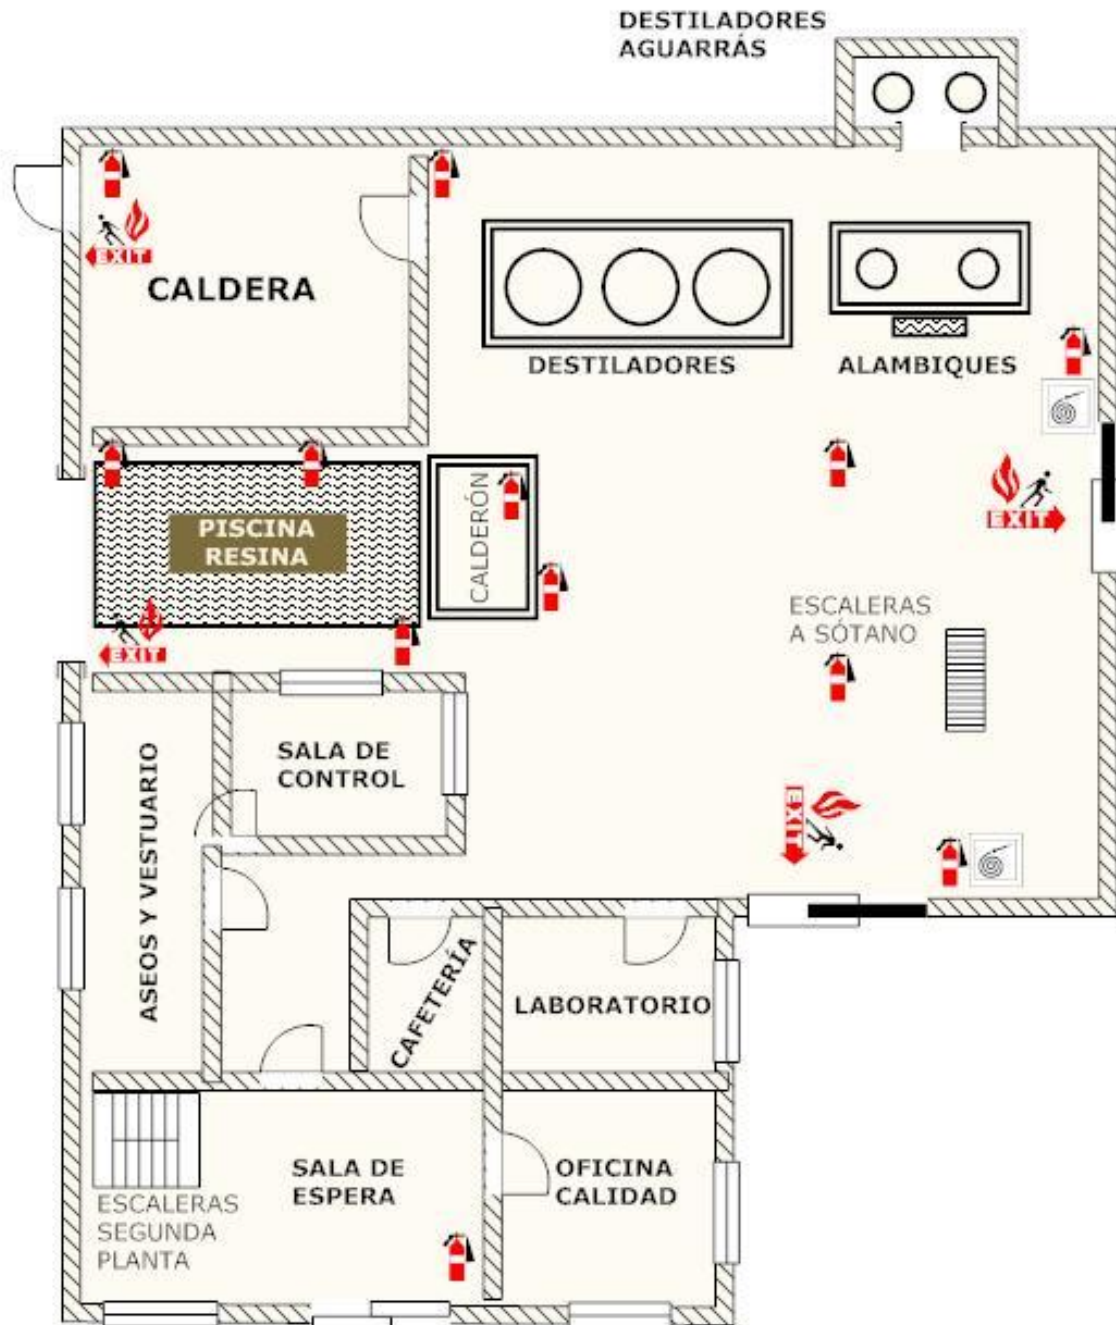 DESTILADORES
AGUARRÁS
EXIT
CALDERA
DESTILADORES
ALAMBIQUES
PISCINA
RESINA
CALDERÓN
EXIT
EXIT
ESCALERAS
A SÓTANO
SALA DE
CONTROL
ASEOS Y VESTUARIO
EXIT
CAFETERÍA
LABORATORIO
SALA DE
ESPERA
OFICINA
CALIDAD
ESCALERAS
SEGUNDA
PLANTA